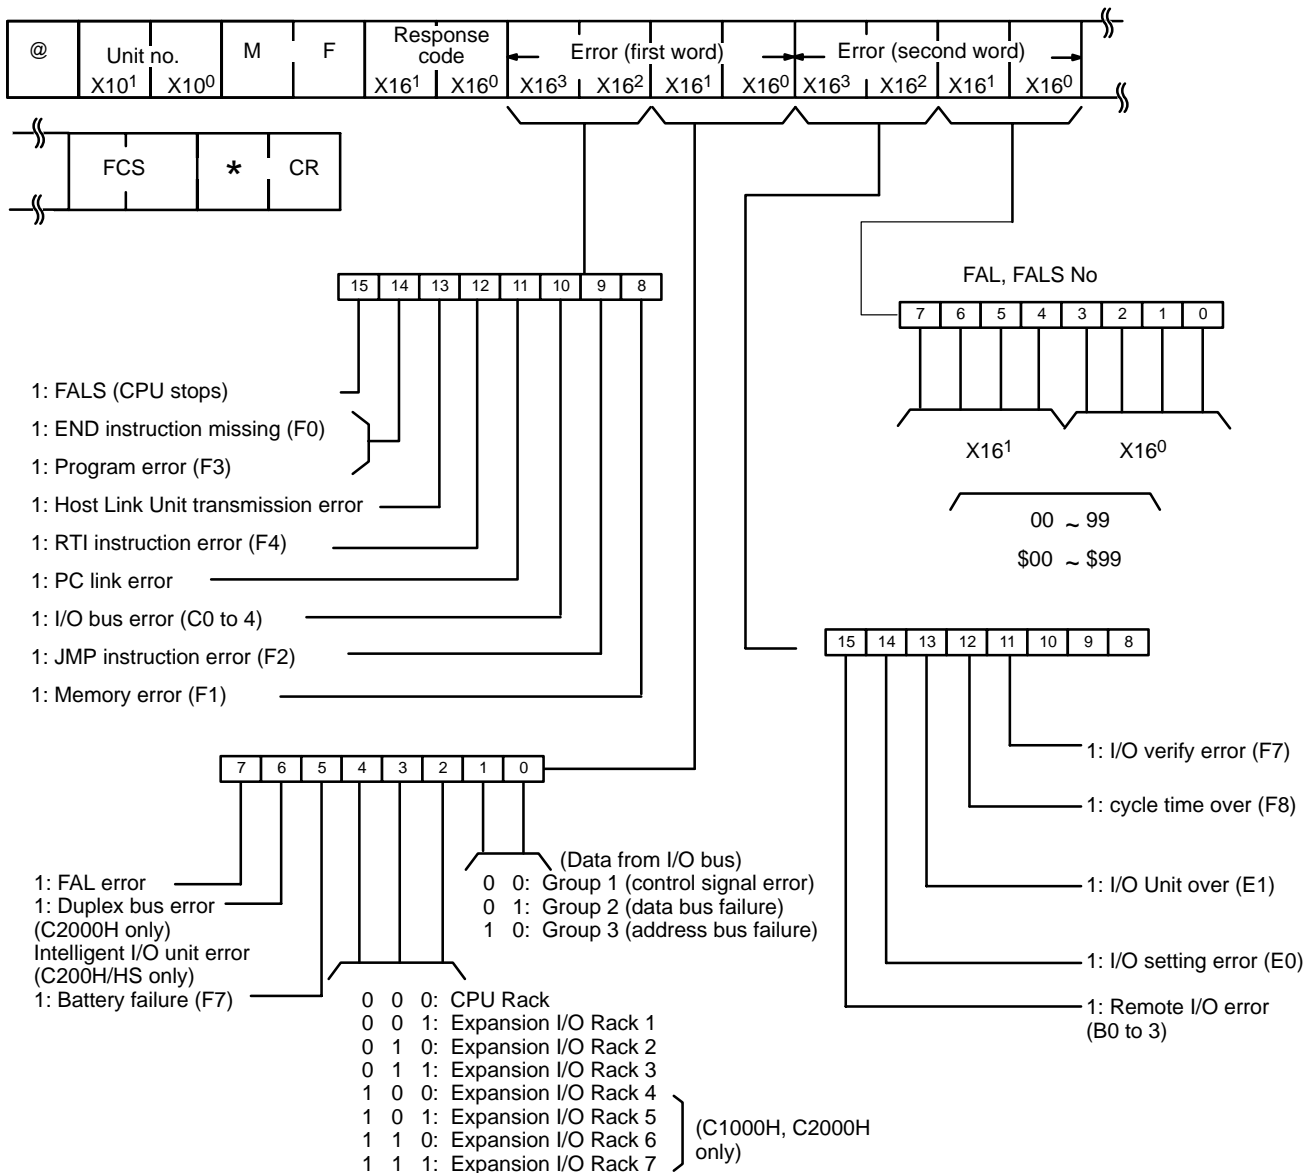 @ Unit no. M F Response code Error (first word) Error (second word)
X10¹ X10⁰ X16¹ X16⁰ X16³ X16² X16¹ X16⁰ X16³ X16² X16¹ X16⁰
FCS * CR
15 14 13 12 11 10 9 8
1: FALS (CPU stops)
1: END instruction missing (F0)
1: Program error (F3)
1: Host Link Unit transmission error
1: RTI instruction error (F4)
1: PC link error
1: I/O bus error (C0 to 4)
1: JMP instruction error (F2)
1: Memory error (F1)
FAL, FALS No
7 6 5 4 3 2 1 0
X16¹ X16⁰
00 ~ 99
$00 ~ $99
15 14 13 12 11 10 9 8
1: I/O verify error (F7)
1: cycle time over (F8)
1: I/O Unit over (E1)
1: I/O setting error (E0)
1: Remote I/O error
(B0 to 3)
7 6 5 4 3 2 1 0
1: FAL error
1: Duplex bus error
(C2000H only)
Intelligent I/O unit error
(C200H/HS only)
1: Battery failure (F7)
(Data from I/O bus)
0 0: Group 1 (control signal error)
0 1: Group 2 (data bus failure)
1 0: Group 3 (address bus failure)
0 0 0: CPU Rack
0 0 1: Expansion I/O Rack 1
0 1 0: Expansion I/O Rack 2
0 1 1: Expansion I/O Rack 3
1 0 0: Expansion I/O Rack 4
1 0 1: Expansion I/O Rack 5
1 1 0: Expansion I/O Rack 6
1 1 1: Expansion I/O Rack 7
(C1000H, C2000H
only)